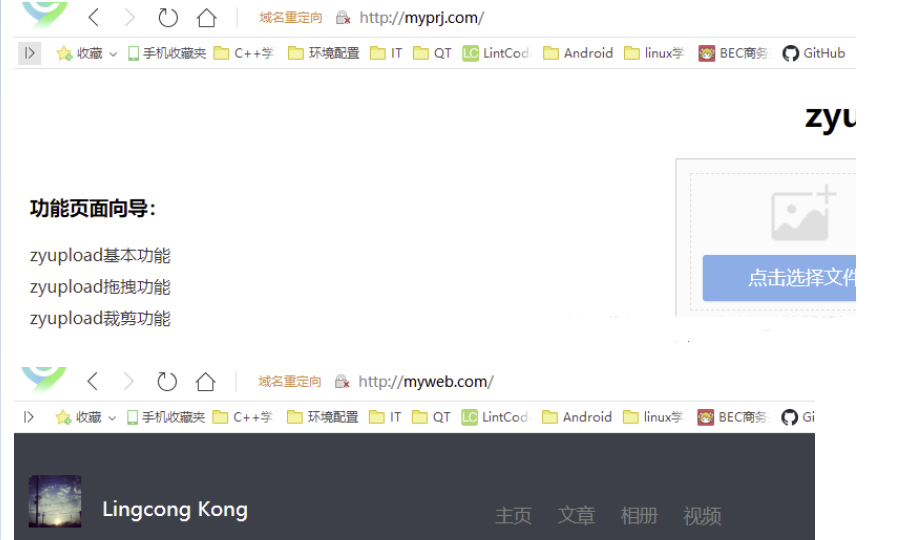 域名重定向 http://myprj.com/
收藏 手机收藏夹 C++学 环境配置 IT QT LC LintCod Android linux学 BEC商务 GitHub
zyu
功能页面向导：
点击选择文件
zyupload基本功能
zyupload拖拽功能
zyupload裁剪功能
域名重定向 http://myweb.com/
收藏 手机收藏夹 C++学 环境配置 IT QT LC LintCod Android linux学 BEC商务 Gi
Lingcong Kong 主页 文章 相册 视频